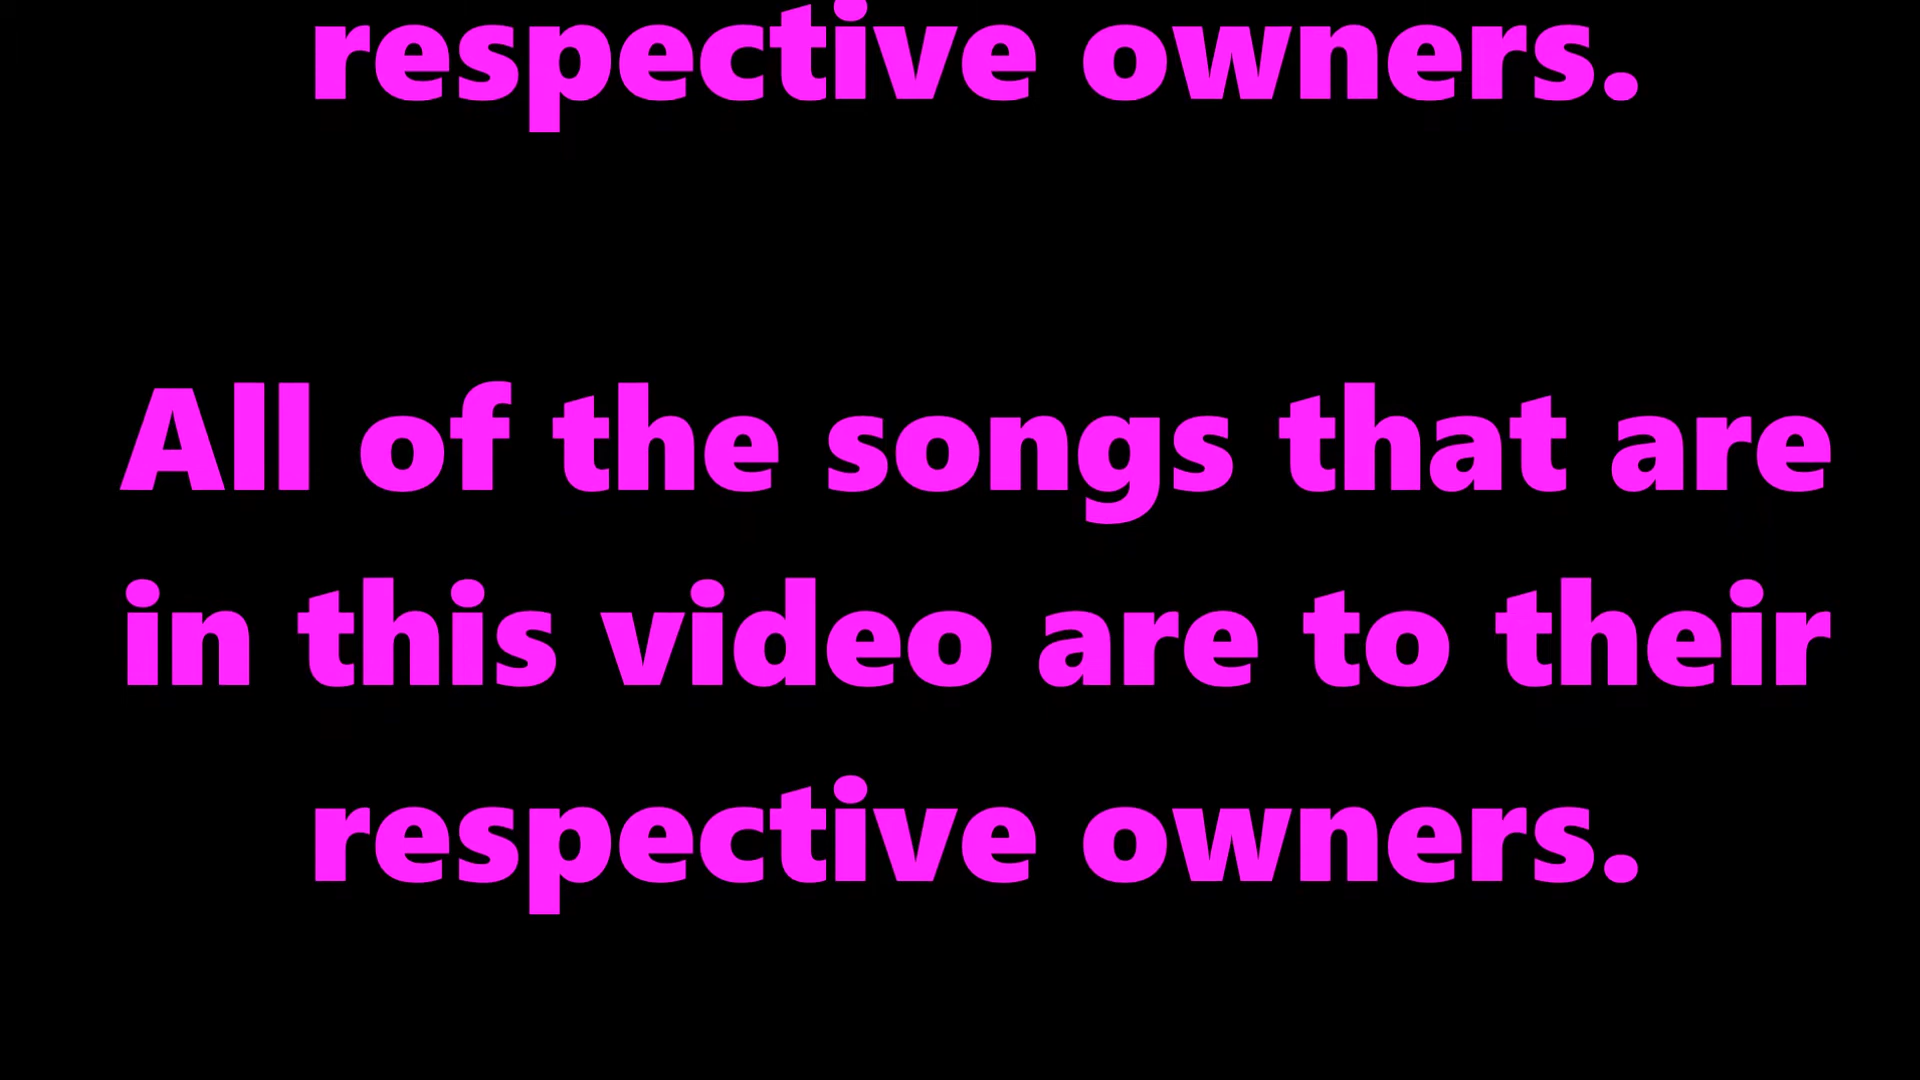 respective owners.
All of the songs that are
in this video are to their
respective owners.